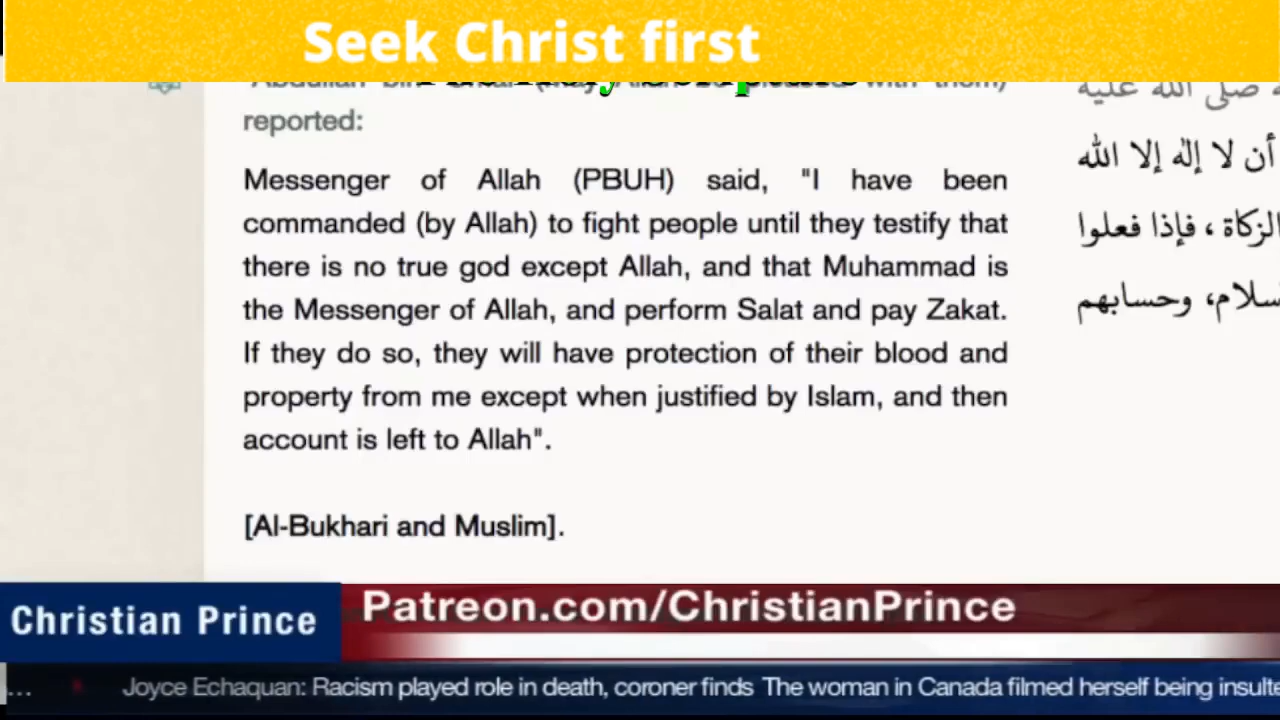 Seek Christ first
reported:
Messenger of Allah (PBUH) said, "I have been
commanded (by Allah) to fight people until they testify that
there is no true god except Allah, and that Muhammad is
the Messenger of Allah, and perform Salat and pay Zakat.
If they do so, they will have protection of their blood and
property from me except when justified by Islam, and then
account is left to Allah".
[Al-Bukhari and Muslim].
صلى الله عليه
أن لا إله إلا الله
الزكاة ، فإذا فعلوا
وحسابهم
Christian Prince
Patreon.com/ChristianPrince
... Joyce Echaquan: Racism played role in death, coroner finds The woman in Canada filmed herself being